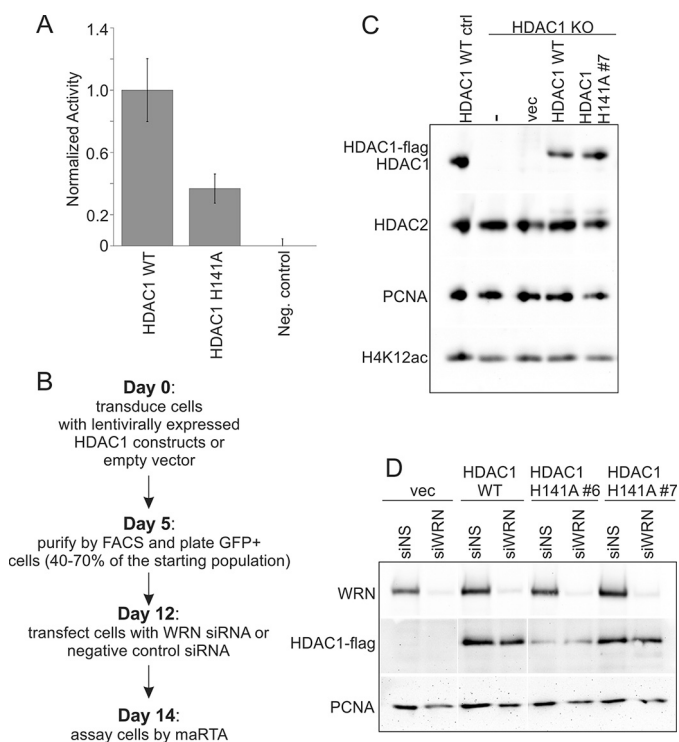 A
Normalized Activity
1.4
1.0
0.6
0.2
0
HDAC1 WT
HDAC1 H141A
Neg. control
B
Day 0:
transduce cells
with lentivirally expressed
HDAC1 constructs or
empty vector
Day 5:
purify by FACS and plate GFP+
cells (40-70% of the starting population)
Day 12:
transfect cells with WRN siRNA or
negative control siRNA
Day 14:
assay cells by maRTA
C
HDAC1 KO
HDAC1 WT ctrl
-
vec
HDAC1 WT
HDAC1
H141A #7
HDAC1-flag
HDAC1
HDAC2
PCNA
H4K12ac
D
vec
HDAC1
WT
HDAC1
H141A #6
HDAC1
H141A #7
siNS
siWRN
siNS
siWRN
siNS
siWRN
siNS
siWRN
WRN
HDAC1-flag
PCNA